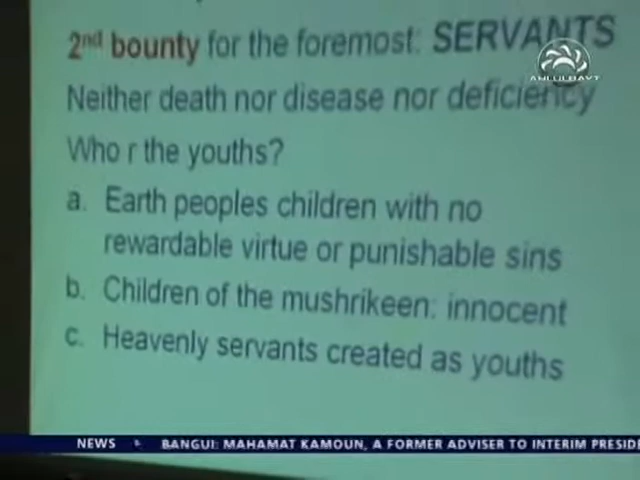 2nd bounty for the foremost: SERVANTS
AHLULBAYT
Neither death nor disease nor deficiency
Who r the youths?
a. Earth peoples children with no
rewardable virtue or punishable sins
b. Children of the mushrikeen: innocent
c. Heavenly servants created as youths
NEWS BANGUI: MAHAMAT KAMOUN, A FORMER ADVISER TO INTERIM PRESIDE